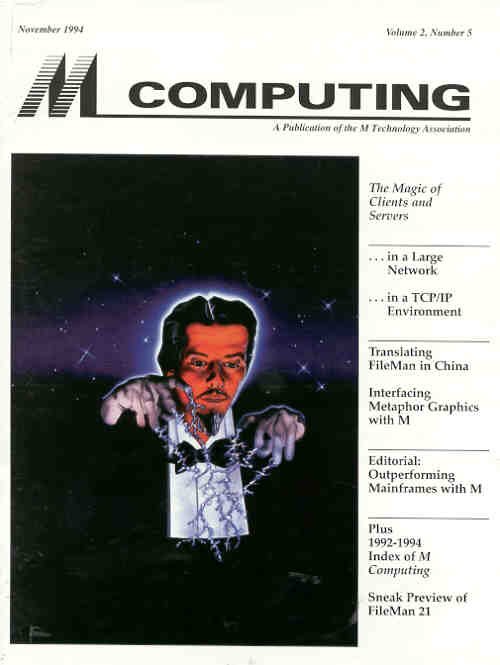 November 1994
Volume 2, Number 5
M COMPUTING
A Publication of the M Technology Association
The Magic of
Clients and
Servers
. . . in a Large
Network
. . . in a TCP/IP
Environment
Translating
FileMan in China
Interfacing
Metaphor Graphics
with M
Editorial:
Outperforming
Mainframes with M
Plus
1992-1994
Index of M
Computing
Sneak Preview of
FileMan 21